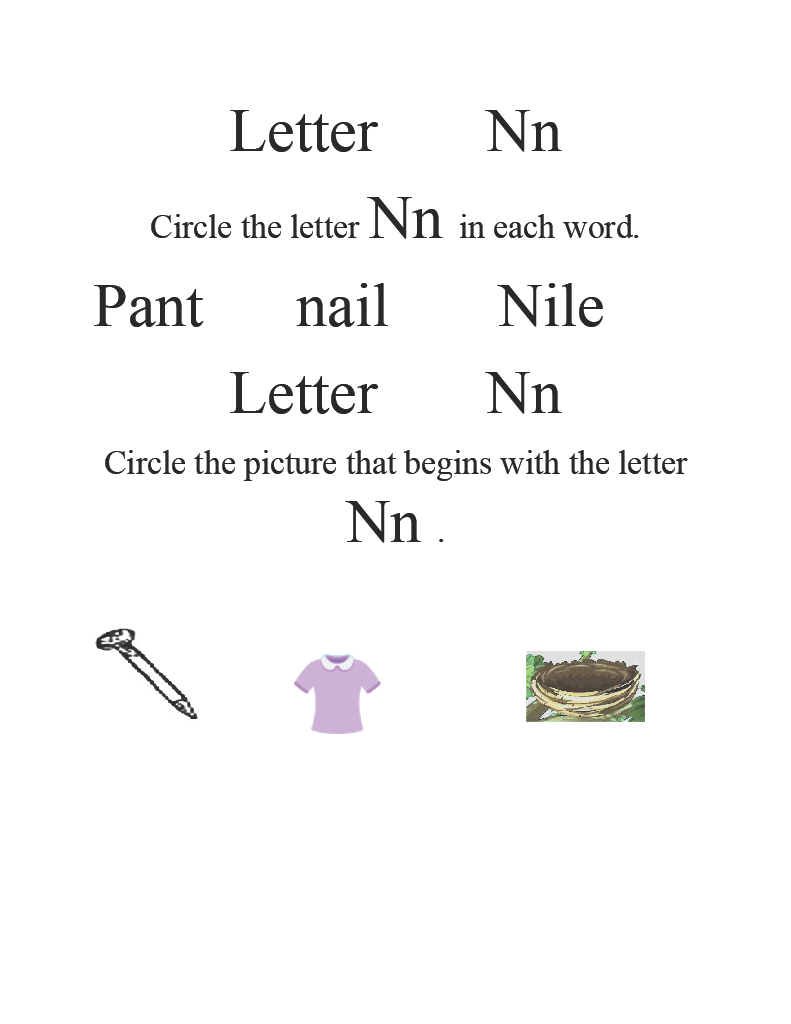 Letter Nn
Circle the letter Nn in each word.
Pant nail Nile
Letter Nn
Circle the picture that begins with the letter
Nn .